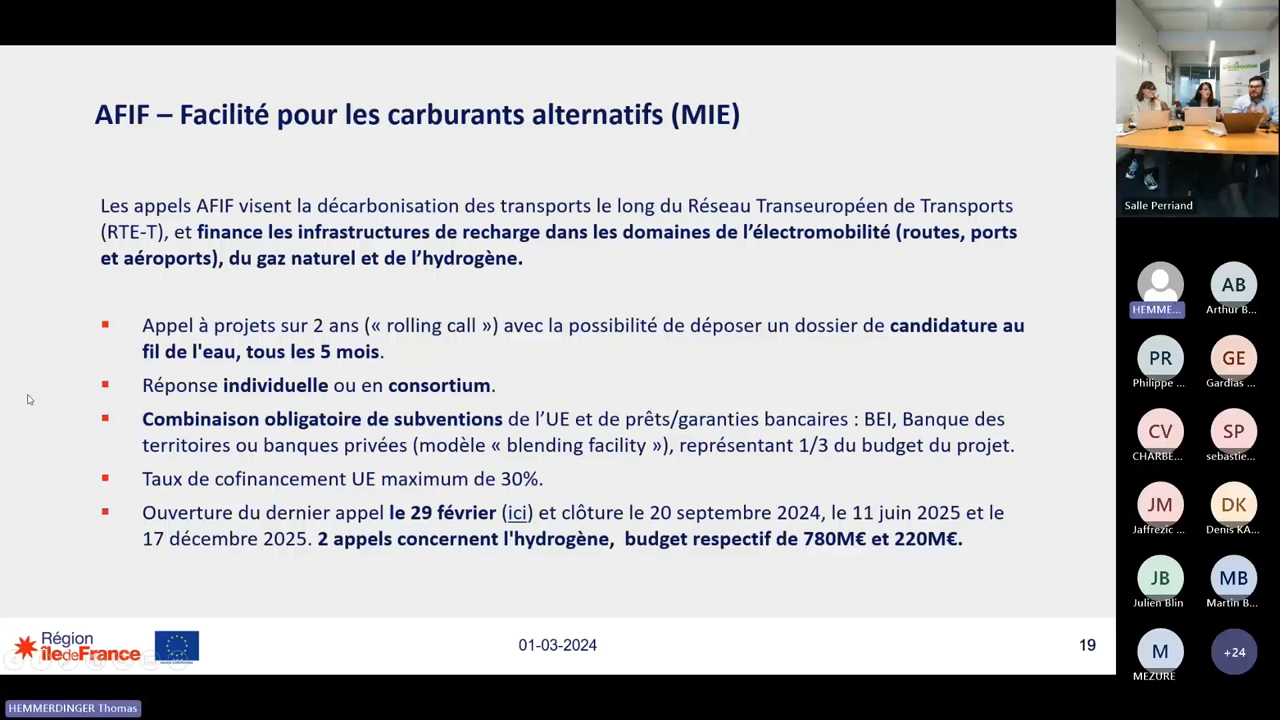 AFIF – Facilité pour les carburants alternatifs (MIE)
Les appels AFIF visent la décarbonisation des transports le long du Réseau Transeuropéen de Transports
(RTE-T), et finance les infrastructures de recharge dans les domaines de l’électromobilité (routes, ports
et aéroports), du gaz naturel et de l’hydrogène.
Appel à projets sur 2 ans (« rolling call ») avec la possibilité de déposer un dossier de candidature au
fil de l'eau, tous les 5 mois.
Réponse individuelle ou en consortium.
Combinaison obligatoire de subventions de l’UE et de prêts/garanties bancaires : BEI, Banque des
territoires ou banques privées (modèle « blending facility »), représentant 1/3 du budget du projet.
Taux de cofinancement UE maximum de 30%.
Ouverture du dernier appel le 29 février (ici) et clôture le 20 septembre 2024, le 11 juin 2025 et le
17 décembre 2025. 2 appels concernent l'hydrogène, budget respectif de 780M€ et 220M€.
Région
îledeFrance
01-03-2024
19
HEMMERDINGER Thomas
Salle Perriand
HEMME...
AB
Arthur B...
PR
Philippe ...
GE
Gardias ...
CV
CHARBE...
SP
sebastie...
JM
Jaffrezic ...
DK
Denis KA...
JB
Julien Blin
MB
Martin B...
M
MEZURE
+24